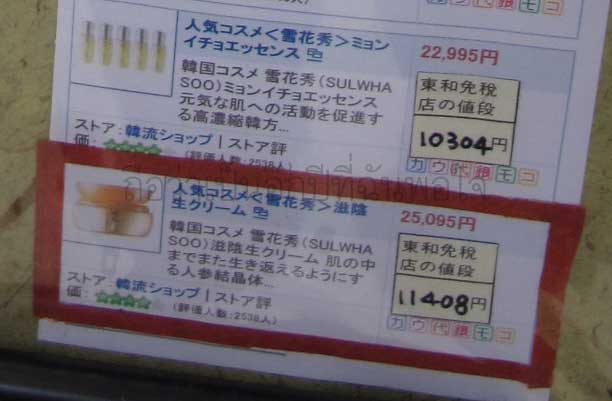 人気コスメ<雪花秀>ミョン
イチョエッセンス
韓国コスメ 雪花秀(SULWHA
SOO)ミョンイチョエッセンス
元気な肌への活動を促進す
る高濃縮韓方...
ストア:韓流ショップ|ストア評
価:
(評価人数:2538人)
22,995円
東和免税
店の値段
10304円
カ ウ 代 銀 モ コ
人気コスメ<雪花秀>滋陰
生クリーム
韓国コスメ 雪花秀(SULWHA
SOO)滋陰生クリーム 肌の中
までまた生き返えるようにす
る人参結晶体...
ストア:韓流ショップ|ストア評
価:
(評価人数:2538人)
25,095円
東和免税
店の値段
11408円
カ ウ 代 銀 モ コ